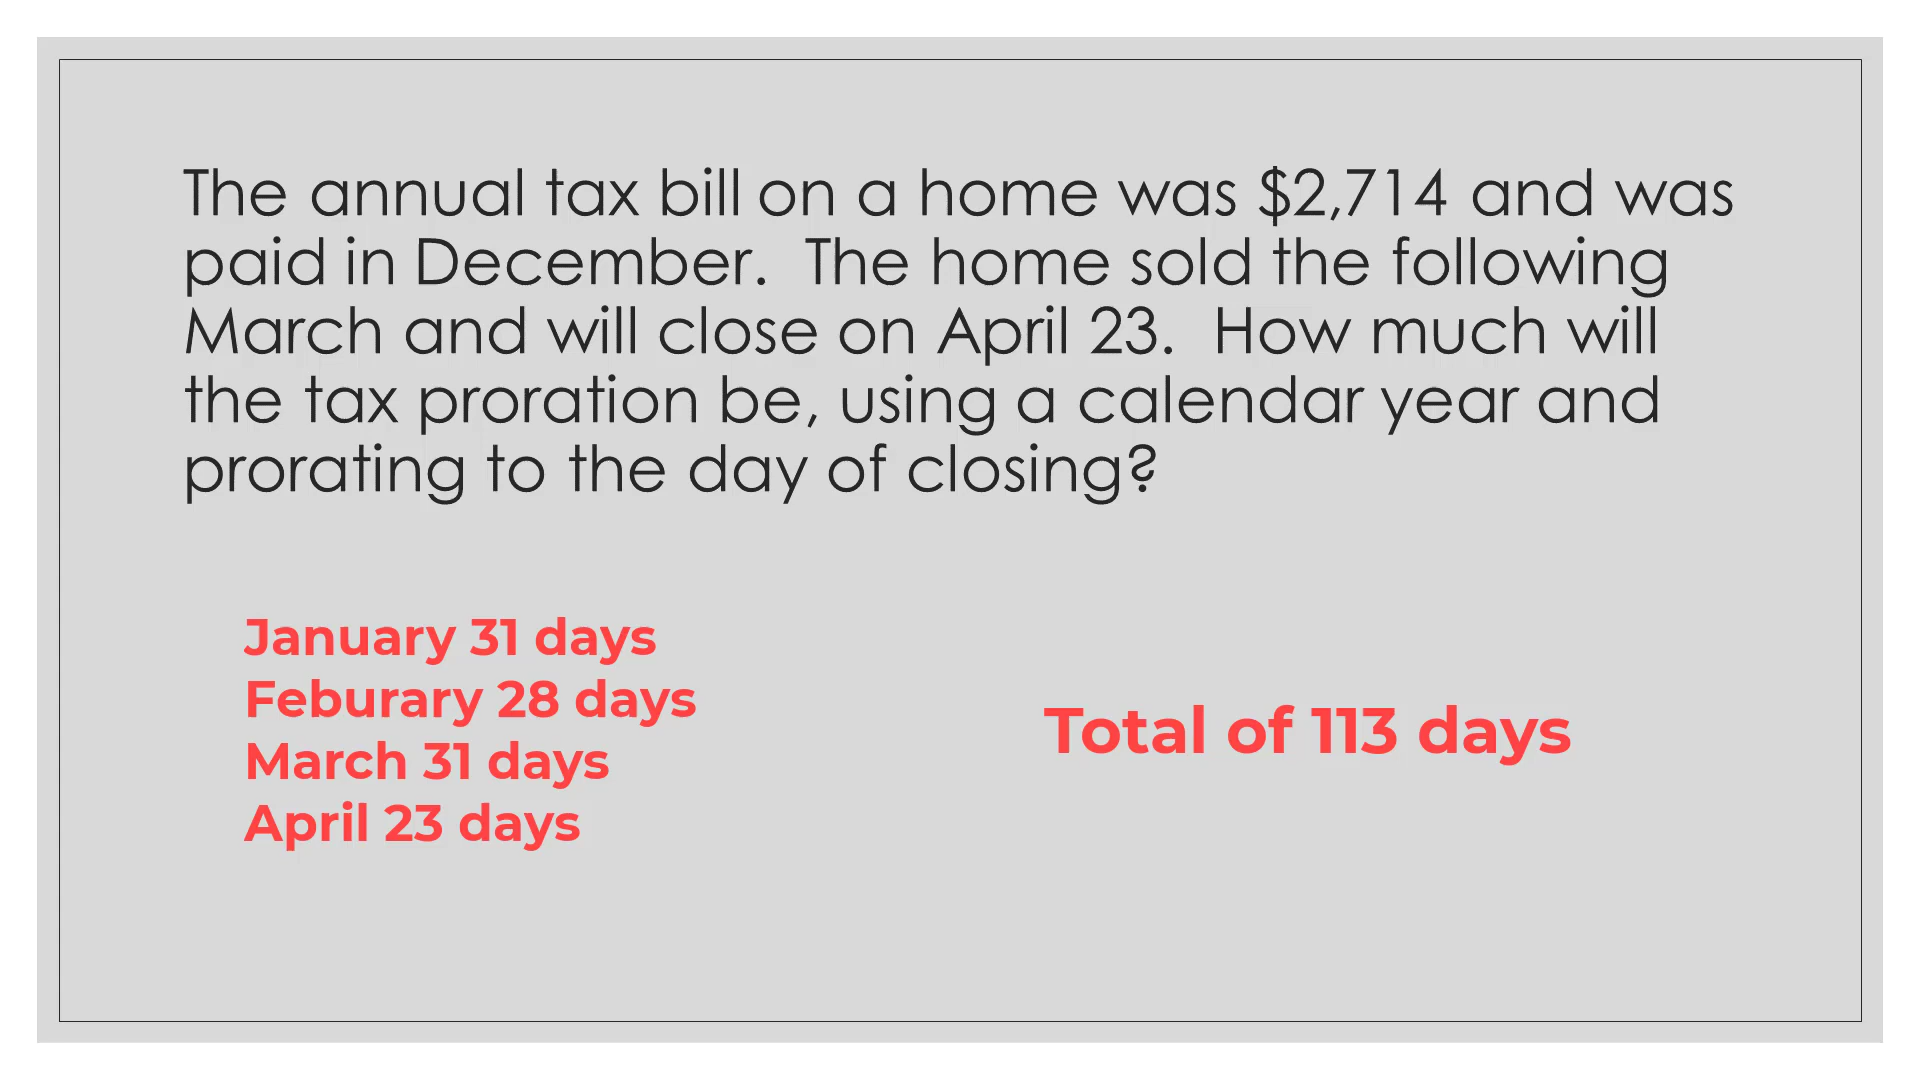 The annual tax bill on a home was $2,714 and was
paid in December.  The home sold the following
March and will close on April 23.  How much will
the tax proration be, using a calendar year and
prorating to the day of closing?
January 31 days
Feburary 28 days
March 31 days
April 23 days
Total of 113 days